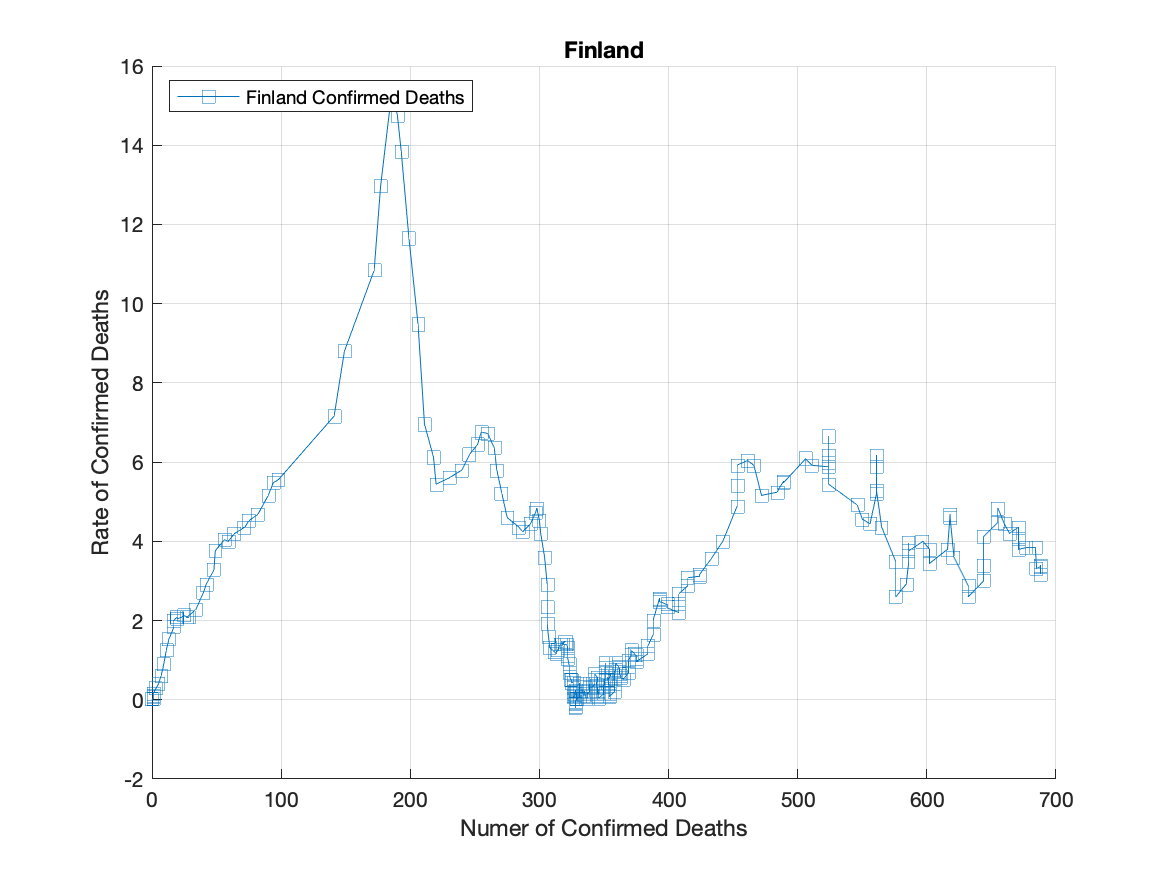 Finland
16
14
12
10
8
6
4
2
0
-2
Finland Confirmed Deaths
Rate of Confirmed Deaths
0 100 200 300 400 500 600 700
Numer of Confirmed Deaths